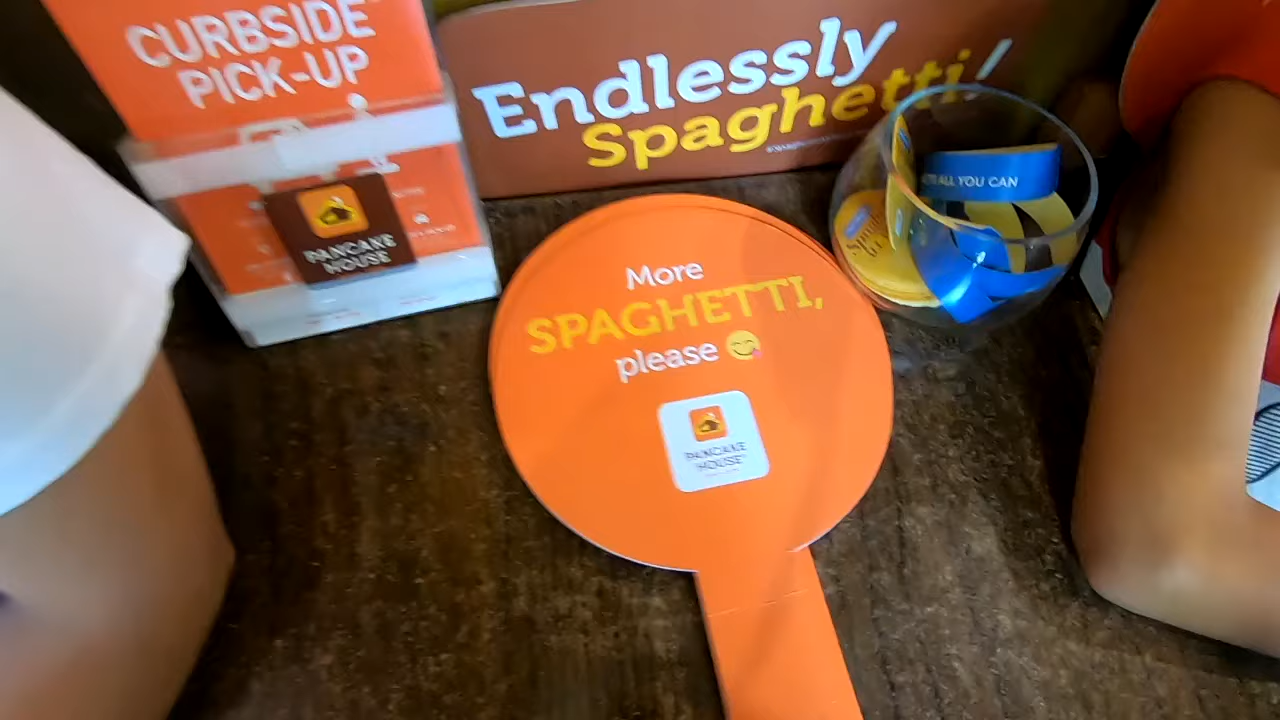 CURBSIDE
PICK-UP
PANCAKE
HOUSE
Endlessly
Spaghetti!
ALL YOU CAN
More
SPAGHETTI,
please 😋
PANCAKE
HOUSE